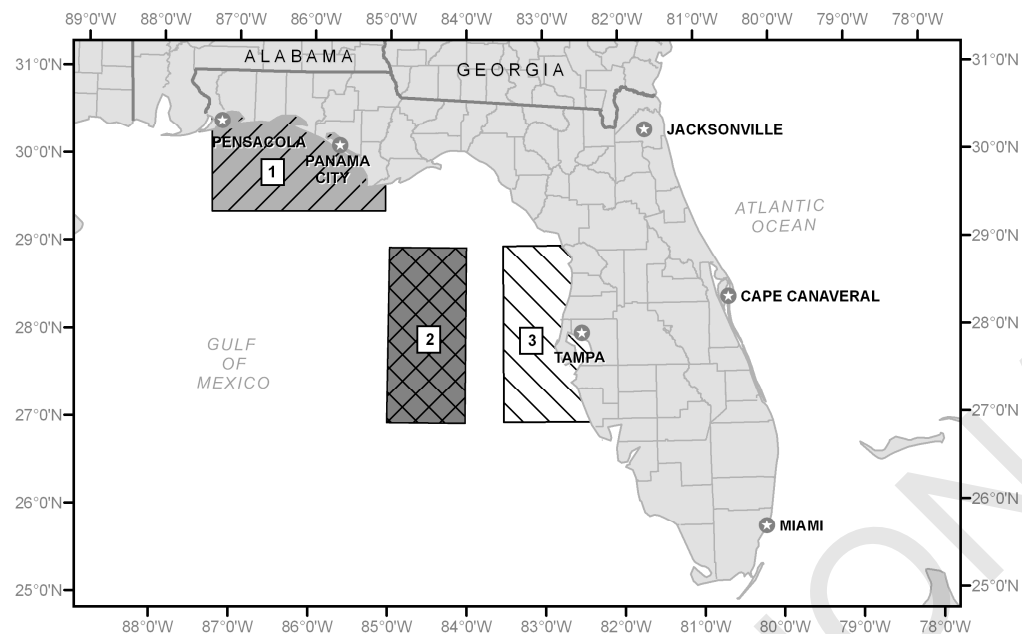 89°0'W 88°0'W 87°0'W 86°0'W 85°0'W 84°0'W 83°0'W 82°0'W 81°0'W 80°0'W 79°0'W 78°0'W
ALABAMA
GEORGIA
31°0'N
31°0'N
JACKSONVILLE
PENSACOLA
30°0'N
30°0'N
PANAMA
CITY
1
ATLANTIC
OCEAN
29°0'N
29°0'N
CAPE CANAVERAL
28°0'N
28°0'N
2
3
GULF
OF
MEXICO
TAMPA
27°0'N
27°0'N
26°0'N
26°0'N
MIAMI
25°0'N
25°0'N
88°0'W 87°0'W 86°0'W 85°0'W 84°0'W 83°0'W 82°0'W 81°0'W 80°0'W 79°0'W 78°0'W